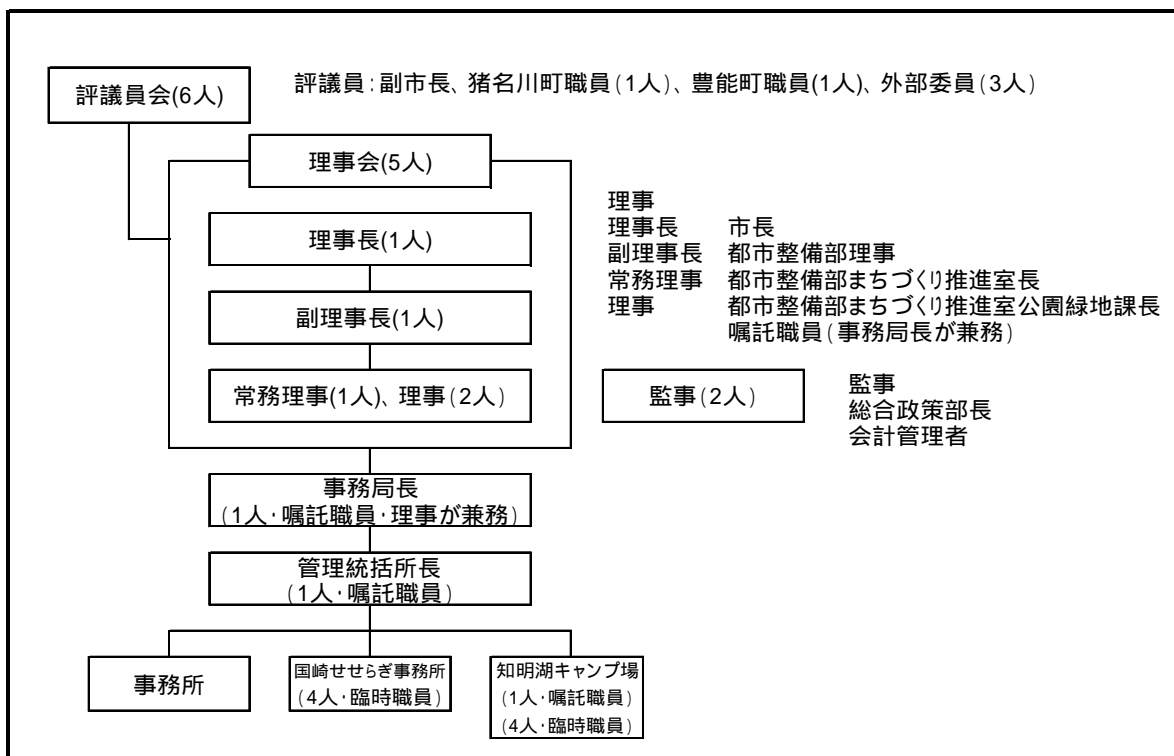 評議員会(6人)
評議員:副市長、猪名川町職員(1人)、豊能町職員(1人)、外部委員(3人)
理事会(5人)
理事長(1人)
副理事長(1人)
常務理事(1人)、理事(2人)
理事
理事長 市長
副理事長 都市整備部理事
常務理事 都市整備部まちづくり推進室長
理事 都市整備部まちづくり推進室公園緑地課長
嘱託職員(事務局長が兼務)
監事(2人)
監事
総合政策部長
会計管理者
事務局長
(1人・嘱託職員・理事が兼務)
管理統括所長
(1人・嘱託職員)
事務所
国崎せせらぎ事務所
(4人・臨時職員)
知明湖キャンプ場
(1人・嘱託職員)
(4人・臨時職員)